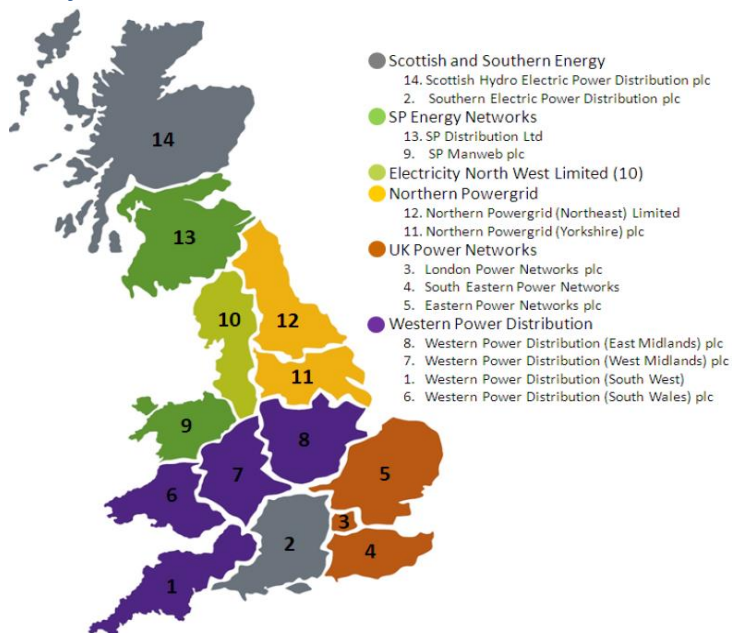 Scottish and Southern Energy
14. Scottish Hydro Electric Power Distribution plc
2. Southern Electric Power Distribution plc
SP Energy Networks
13. SP Distribution Ltd
9. SP Manweb plc
Electricity North West Limited (10)
Northern Powergrid
12. Northern Powergrid (Northeast) Limited
11. Northern Powergrid (Yorkshire) plc
UK Power Networks
3. London Power Networks plc
4. South Eastern Power Networks
5. Eastern Power Networks plc
Western Power Distribution
8. Western Power Distribution (East Midlands) plc
7. Western Power Distribution (West Midlands) plc
1. Western Power Distribution (South West)
6. Western Power Distribution (South Wales) plc
14
13
10
12
11
9
8
7
5
6
3
2
4
1